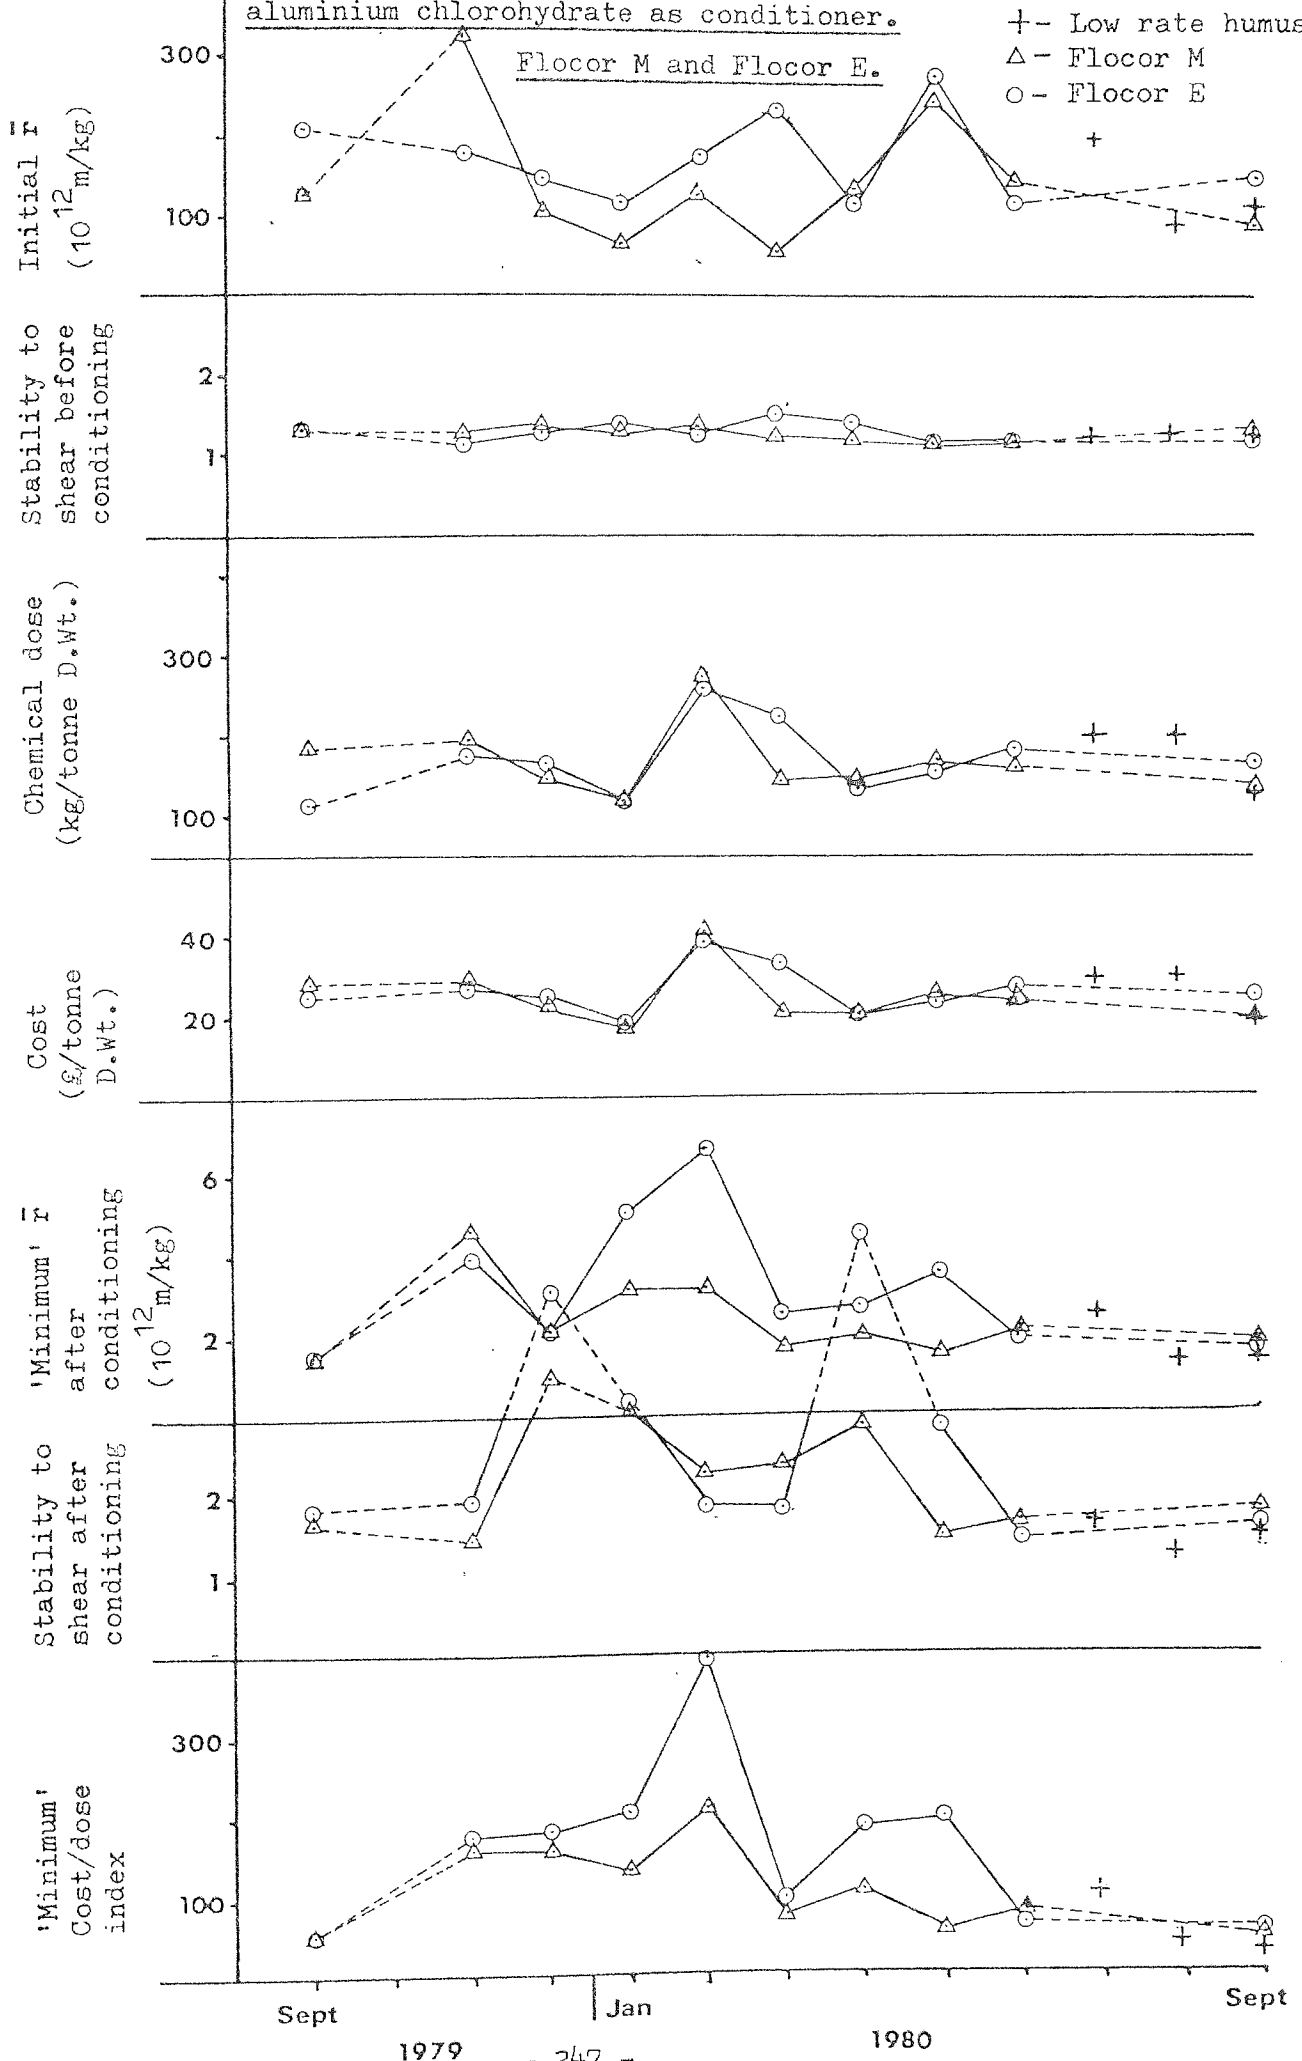 aluminium chlorohydrate as conditioner.
Flocor M and Flocor E.
+ - Low rate humus
△ - Flocor M
○ - Flocor E
300
100
Initial r̅
(10¹²m/kg)
2
1
Stability to
shear before
conditioning
300
100
Chemical dose
(kg/tonne D.Wt.)
40
20
Cost
(£/tonne
D.Wt.)
6
2
'Minimum' r̅
after
conditioning
(10¹²m/kg)
2
1
Stability to
shear after
conditioning
300
100
'Minimum'
Cost/dose
index
Sept
Jan
Sept
1979
1980
- 247 -